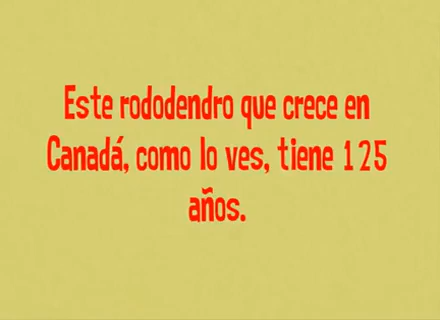 Este rododendro que crece en
Canadá, como lo ves, tiene 125
años.